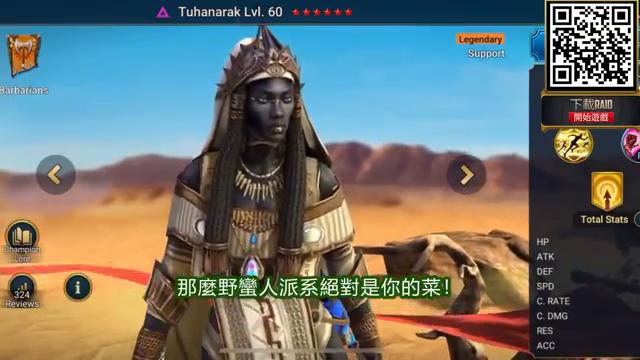 Tuhanarak Lvl. 60
Legendary
Support
Barbarians
下載RAID
開始遊戲
Total Stats
Champion
Lore
324
Reviews
i
HP
ATK
DEF
SPD
C. RATE
C. DMG
RES
ACC
那麼野蠻人派系絕對是你的菜!